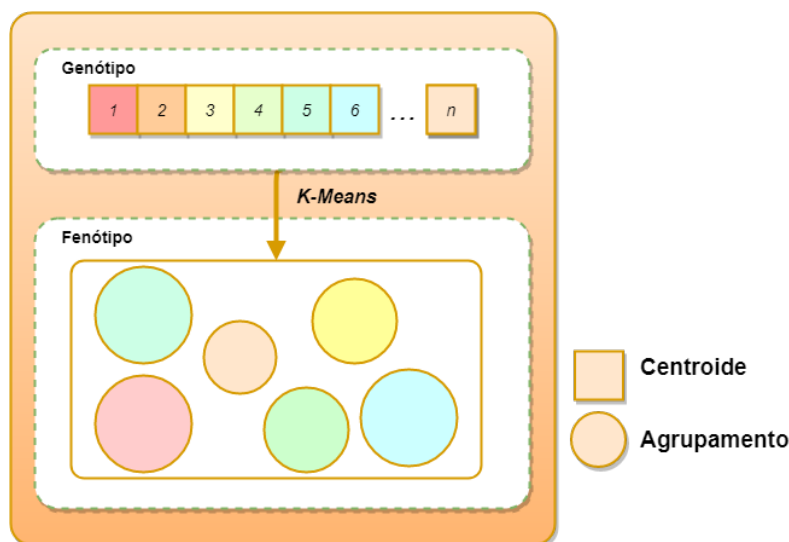 Genótipo
1 2 3 4 5 6 ... n
K-Means
Fenótipo
Centroide
Agrupamento